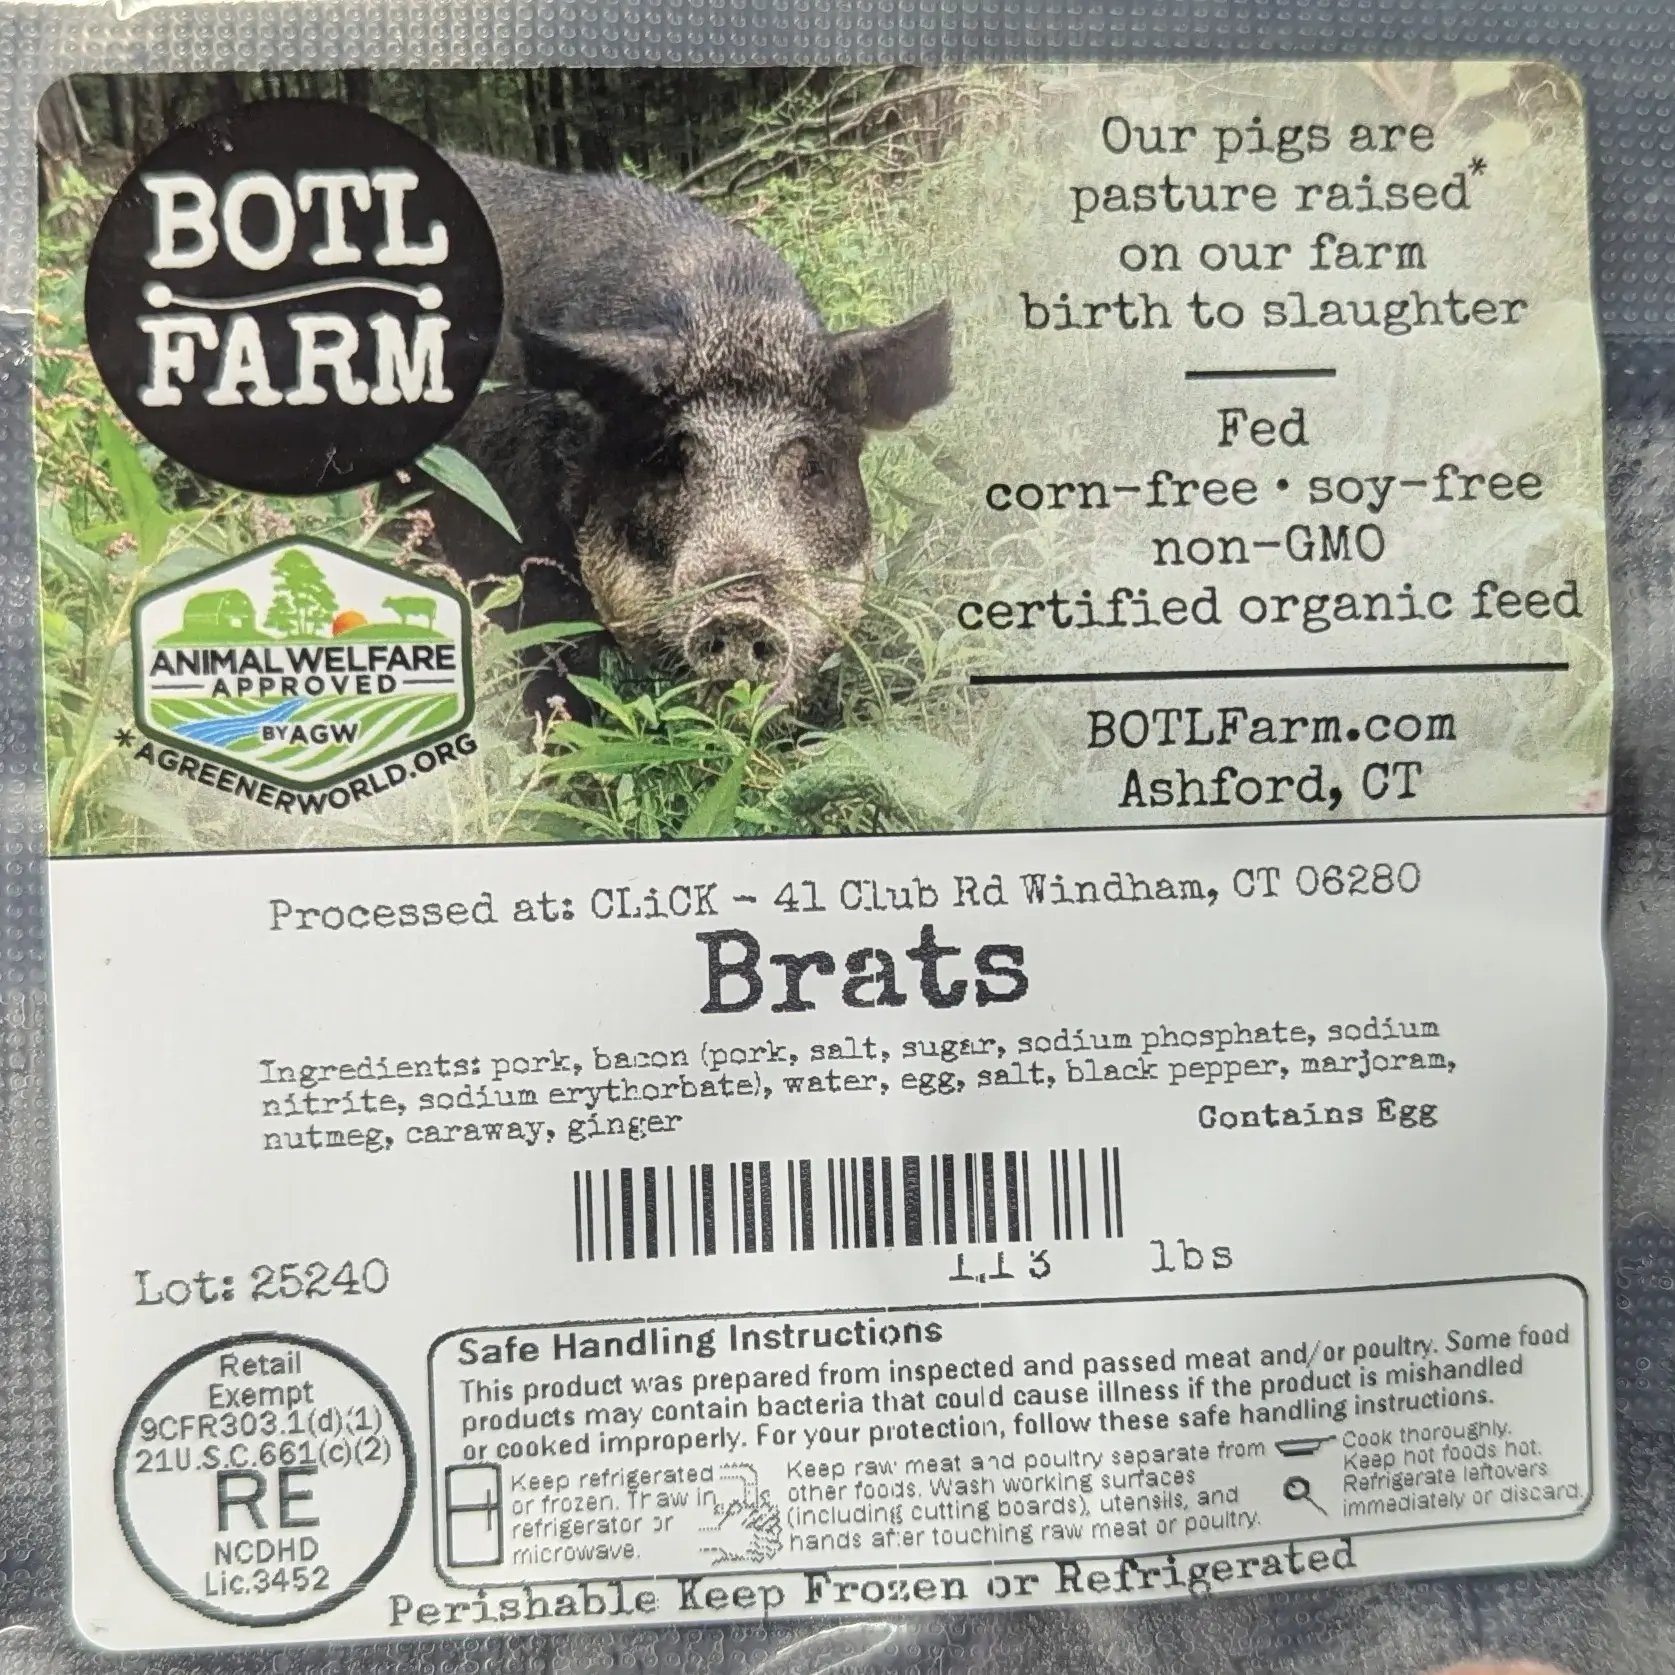 BOTL
FARM
ANIMAL WELFARE
APPROVED
BY AGW
*AGREENERWORLD.ORG
Our pigs are
pasture raised*
on our farm
birth to slaughter
Fed
corn-free • soy-free
non-GMO
certified organic feed
BOTLFarm.com
Ashford, CT
Processed at: CLiCK - 41 Club Rd Windham, CT 06280
Brats
Ingredients: pork, bacon (pork, salt, sugar, sodium phosphate, sodium
nitrite, sodium erythorbate), water, egg, salt, black pepper, marjoram,
nutmeg, caraway, ginger
Contains Egg
1.13 lbs
Lot: 25240
Retail
Exempt
9CFR303.1(d)(1)
21U.S.C.661(c)(2)
RE
NCDHD
Lic.3452
Safe Handling Instructions
This product was prepared from inspected and passed meat and/or poultry. Some food
products may contain bacteria that could cause illness if the product is mishandled
or cooked improperly. For your protection, follow these safe handling instructions.
Keep refrigerated
or frozen. Thaw in
refrigerator or
microwave.
Keep raw meat and poultry separate from
other foods. Wash working surfaces
(including cutting boards), utensils, and
hands after touching raw meat or poultry.
Cook thoroughly.
Keep hot foods hot.
Refrigerate leftovers
immediately or discard.
Perishable Keep Frozen or Refrigerated